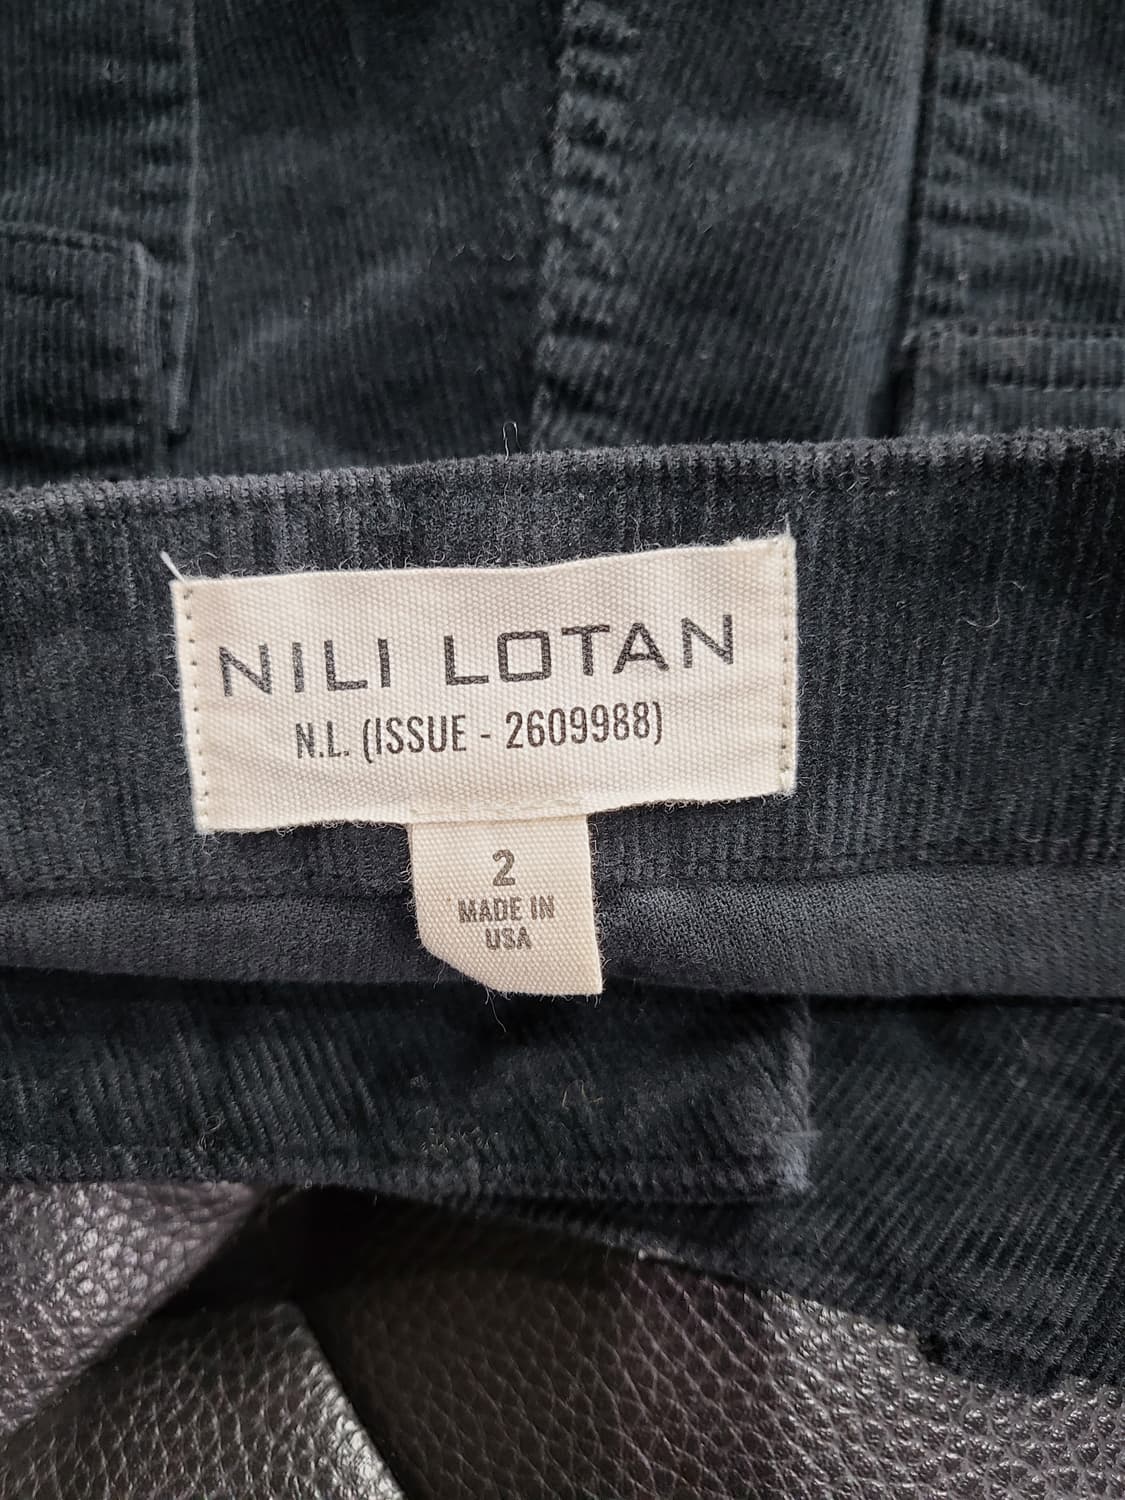 NILI LOTAN
N.L. (ISSUE - 2609988)
2
MADE IN
USA